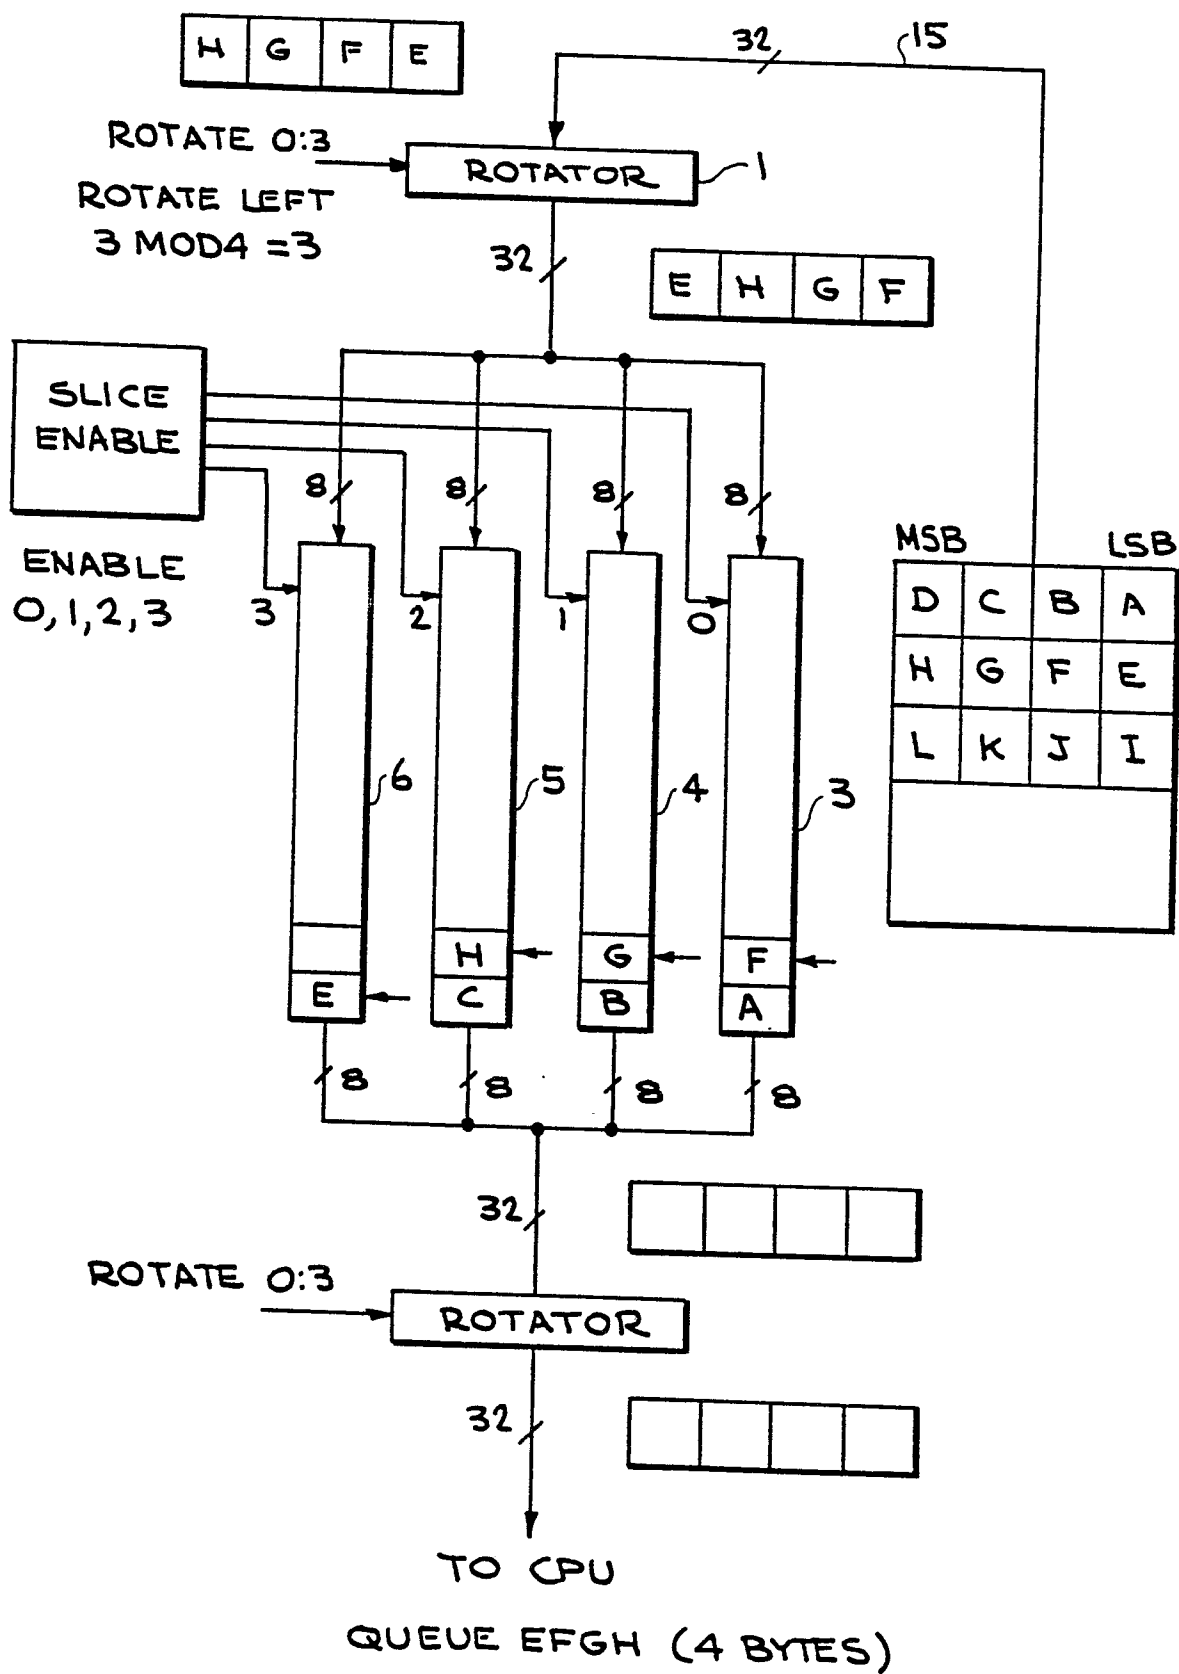 H G F E
32
15
ROTATE 0:3
ROTATOR
1
ROTATE LEFT
3 MOD4 = 3
32
E H G F
SLICE
ENABLE
8 8 8 8
ENABLE
0, 1, 2, 3
3 2 1 0
MSB LSB
D C B A
H G F E
L K J I
6 5 4 3
H G F
E C B A
8 8 8 8
32
ROTATE 0:3
ROTATOR
32
TO CPU
QUEUE EFGH (4 BYTES)